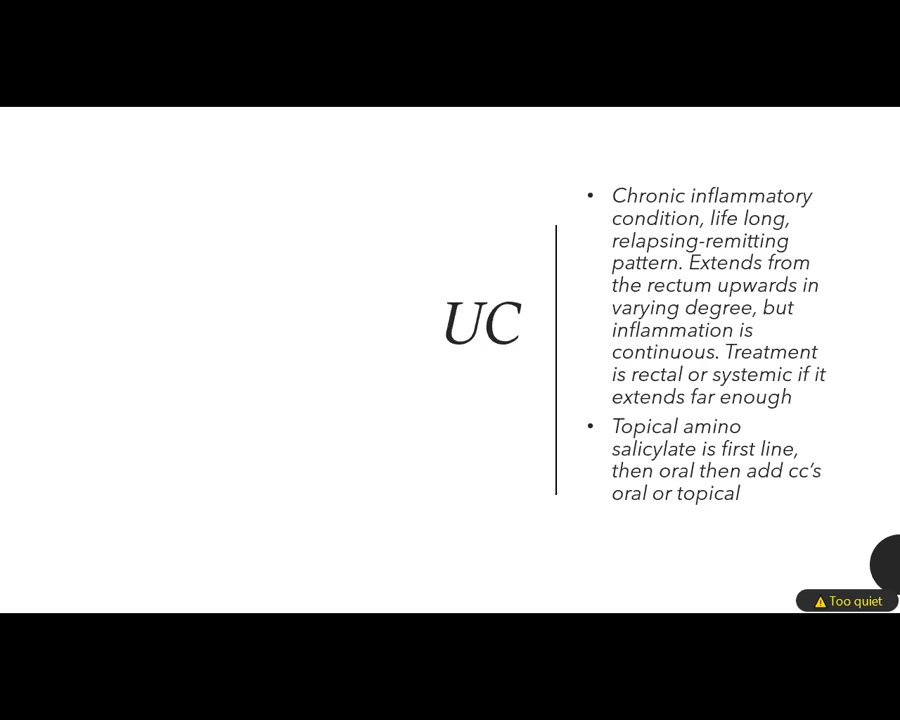 UC
• Chronic inflammatory
condition, life long,
relapsing-remitting
pattern. Extends from
the rectum upwards in
varying degree, but
inflammation is
continuous. Treatment
is rectal or systemic if it
extends far enough
• Topical amino
salicylate is first line,
then oral then add cc’s
oral or topical
Too quiet